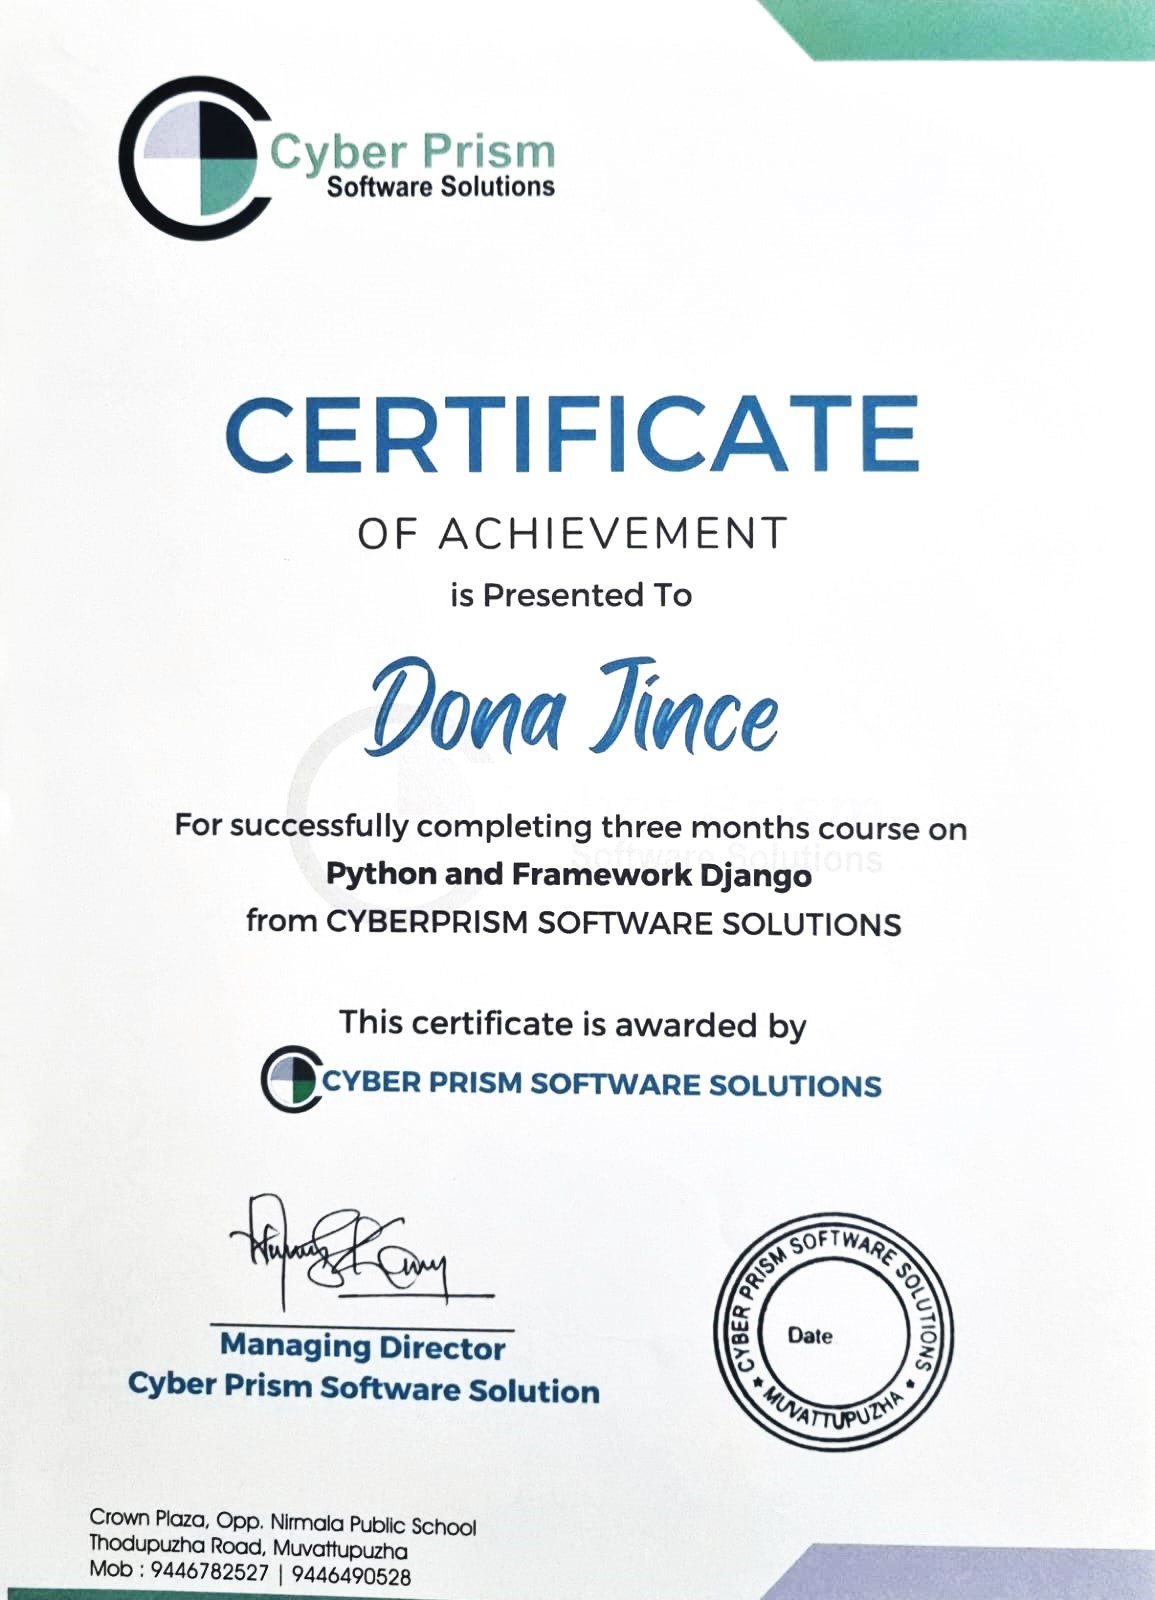 Cyber Prism
Software Solutions
CERTIFICATE
OF ACHIEVEMENT
is Presented To
Dona Jince
For successfully completing three months course on
Python and Framework Django
from CYBERPRISM SOFTWARE SOLUTIONS
This certificate is awarded by
CYBER PRISM SOFTWARE SOLUTIONS
Managing Director
Cyber Prism Software Solution
CYBER PRISM SOFTWARE SOLUTIONS
Date
★ MUVATTUPUZHA ★
Crown Plaza, Opp. Nirmala Public School
Thodupuzha Road, Muvattupuzha
Mob : 9446782527 | 9446490528